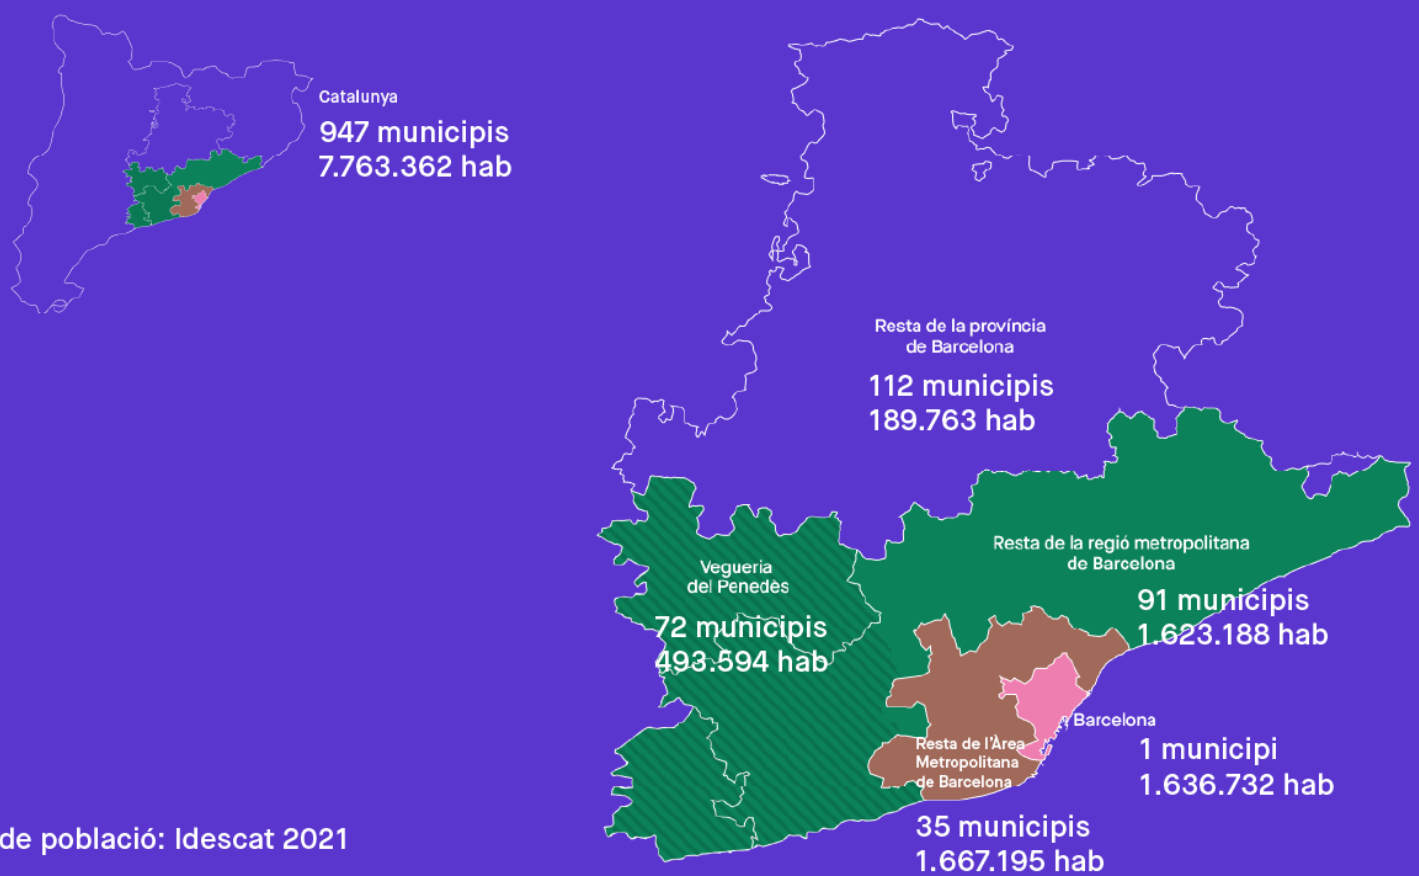 Catalunya
947 municipis
7.763.362 hab
Resta de la província
de Barcelona
112 municipis
189.763 hab
Resta de la regió metropolitana
de Barcelona
91 municipis
1.623.188 hab
Vegueria
del Penedès
72 municipis
493.594 hab
Barcelona
1 municipi
1.636.732 hab
Resta de l'Àrea
Metropolitana
de Barcelona
35 municipis
1.667.195 hab
de població: Idescat 2021